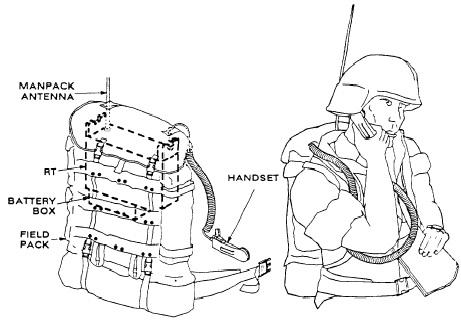 MANPACK
ANTENNA
RT
BATTERY
BOX
FIELD
PACK
HANDSET